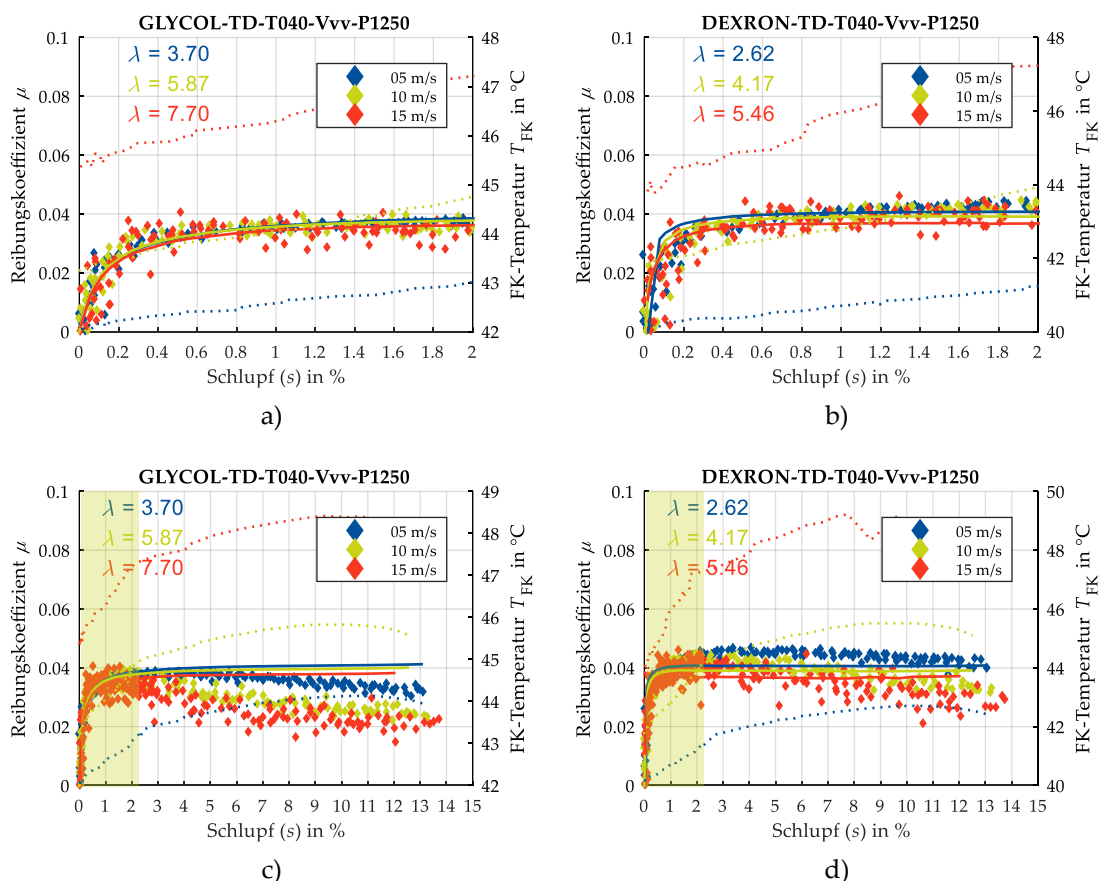 GLYCOL-TD-T040-Vvv-P1250
λ = 3.70
λ = 5.87
λ = 7.70
05 m/s
10 m/s
15 m/s
Reibungskoeffizient μ
0.1
0.08
0.06
0.04
0.02
0
48
47
46
45
44
43
42
FK-Temperatur T_FK in °C
0 0.2 0.4 0.6 0.8 1 1.2 1.4 1.6 1.8 2
Schlupf (s) in %
a)
DEXRON-TD-T040-Vvv-P1250
λ = 2.62
λ = 4.17
λ = 5.46
05 m/s
10 m/s
15 m/s
Reibungskoeffizient μ
0.1
0.08
0.06
0.04
0.02
0
48
46
44
42
40
FK-Temperatur T_FK in °C
0 0.2 0.4 0.6 0.8 1 1.2 1.4 1.6 1.8 2
Schlupf (s) in %
b)
GLYCOL-TD-T040-Vvv-P1250
λ = 3.70
λ = 5.87
λ = 7.70
05 m/s
10 m/s
15 m/s
Reibungskoeffizient μ
0.1
0.08
0.06
0.04
0.02
0
49
48
47
46
45
44
43
42
FK-Temperatur T_FK in °C
0 1 2 3 4 5 6 7 8 9 10 11 12 13 14 15
Schlupf (s) in %
c)
DEXRON-TD-T040-Vvv-P1250
λ = 2.62
λ = 4.17
λ = 5.46
05 m/s
10 m/s
15 m/s
Reibungskoeffizient μ
0.1
0.08
0.06
0.04
0.02
0
50
48
46
44
42
40
FK-Temperatur T_FK in °C
0 1 2 3 4 5 6 7 8 9 10 11 12 13 14 15
Schlupf (s) in %
d)